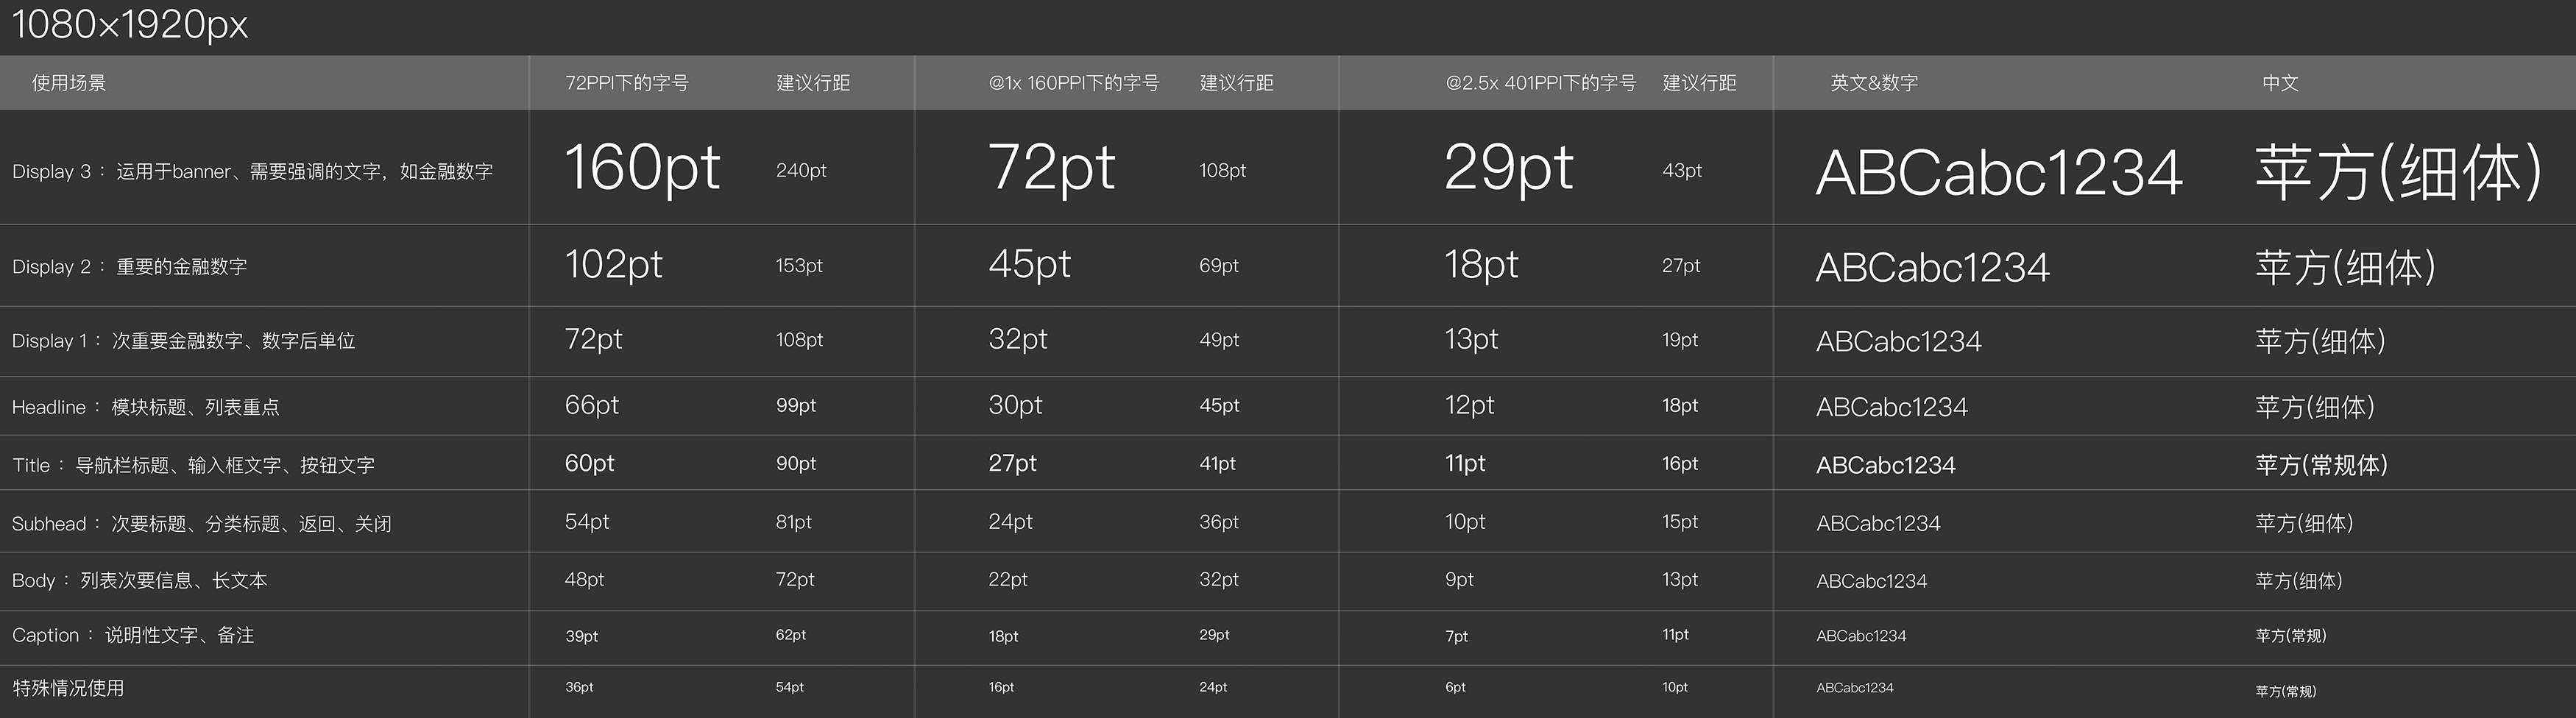 1080×1920px
使用场景 72PPI下的字号 建议行距 @1x 160PPI下的字号 建议行距 @2.5x 401PPI下的字号 建议行距 英文&数字 中文
Display 3：运用于banner、需要强调的文字，如金融数字 160pt 240pt 72pt 108pt 29pt 43pt ABCabc1234 苹方(细体)
Display 2：重要的金融数字 102pt 153pt 45pt 69pt 18pt 27pt ABCabc1234 苹方(细体)
Display 1：次重要金融数字、数字后单位 72pt 108pt 32pt 49pt 13pt 19pt ABCabc1234 苹方(细体)
Headline：模块标题、列表重点 66pt 99pt 30pt 45pt 12pt 18pt ABCabc1234 苹方(细体)
Title：导航栏标题、输入框文字、按钮文字 60pt 90pt 27pt 41pt 11pt 16pt ABCabc1234 苹方(常规体)
Subhead：次要标题、分类标题、返回、关闭 54pt 81pt 24pt 36pt 10pt 15pt ABCabc1234 苹方(细体)
Body：列表次要信息、长文本 48pt 72pt 22pt 32pt 9pt 13pt ABCabc1234 苹方(细体)
Caption：说明性文字、备注 39pt 62pt 18pt 29pt 7pt 11pt ABCabc1234 苹方(常规)
特殊情况使用 36pt 54pt 16pt 24pt 6pt 10pt ABCabc1234 苹方(常规)